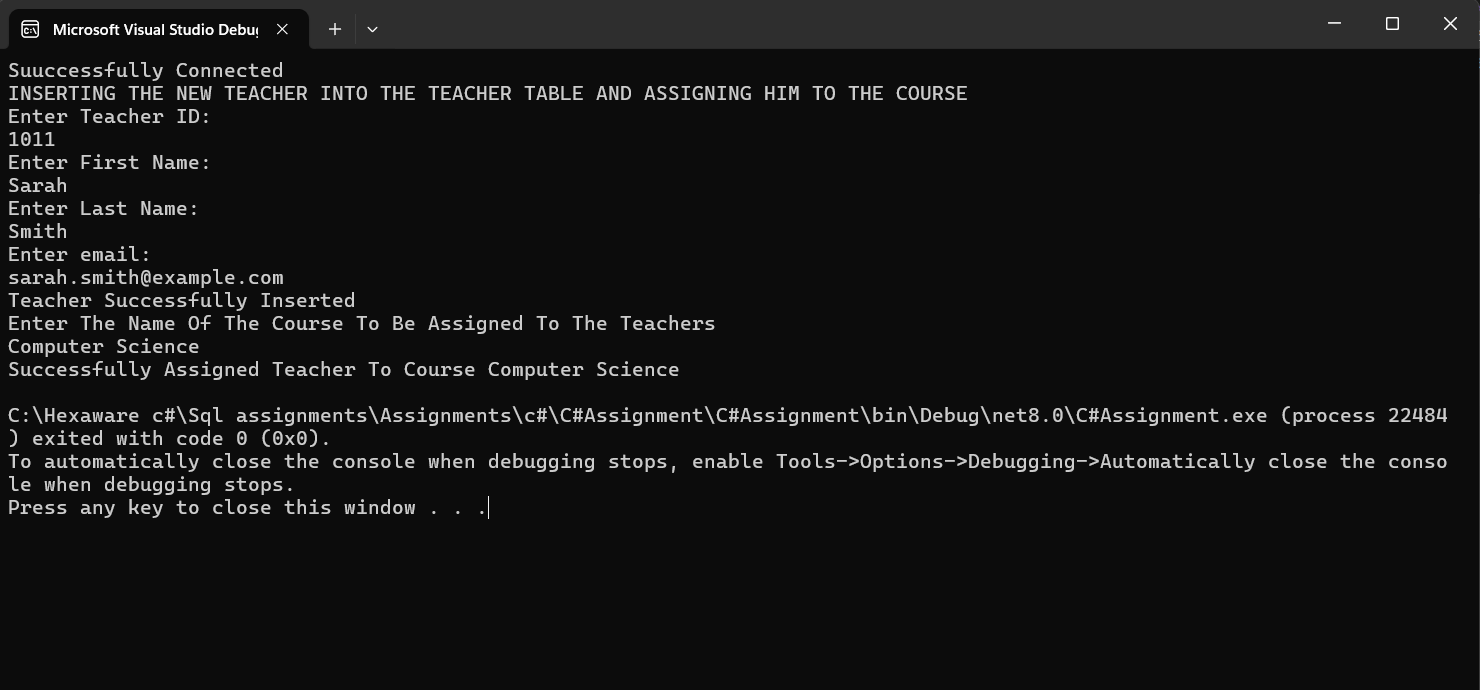 Microsoft Visual Studio Debu
Suuccessfully Connected
INSERTING THE NEW TEACHER INTO THE TEACHER TABLE AND ASSIGNING HIM TO THE COURSE
Enter Teacher ID:
1011
Enter First Name:
Sarah
Enter Last Name:
Smith
Enter email:
sarah.smith@example.com
Teacher Successfully Inserted
Enter The Name Of The Course To Be Assigned To The Teachers
Computer Science
Successfully Assigned Teacher To Course Computer Science
C:\Hexaware c#\Sql assignments\Assignments\c#\C#Assignment\C#Assignment\bin\Debug\net8.0\C#Assignment.exe (process 22484
) exited with code 0 (0x0).
To automatically close the console when debugging stops, enable Tools->Options->Debugging->Automatically close the conso
le when debugging stops.
Press any key to close this window . . .